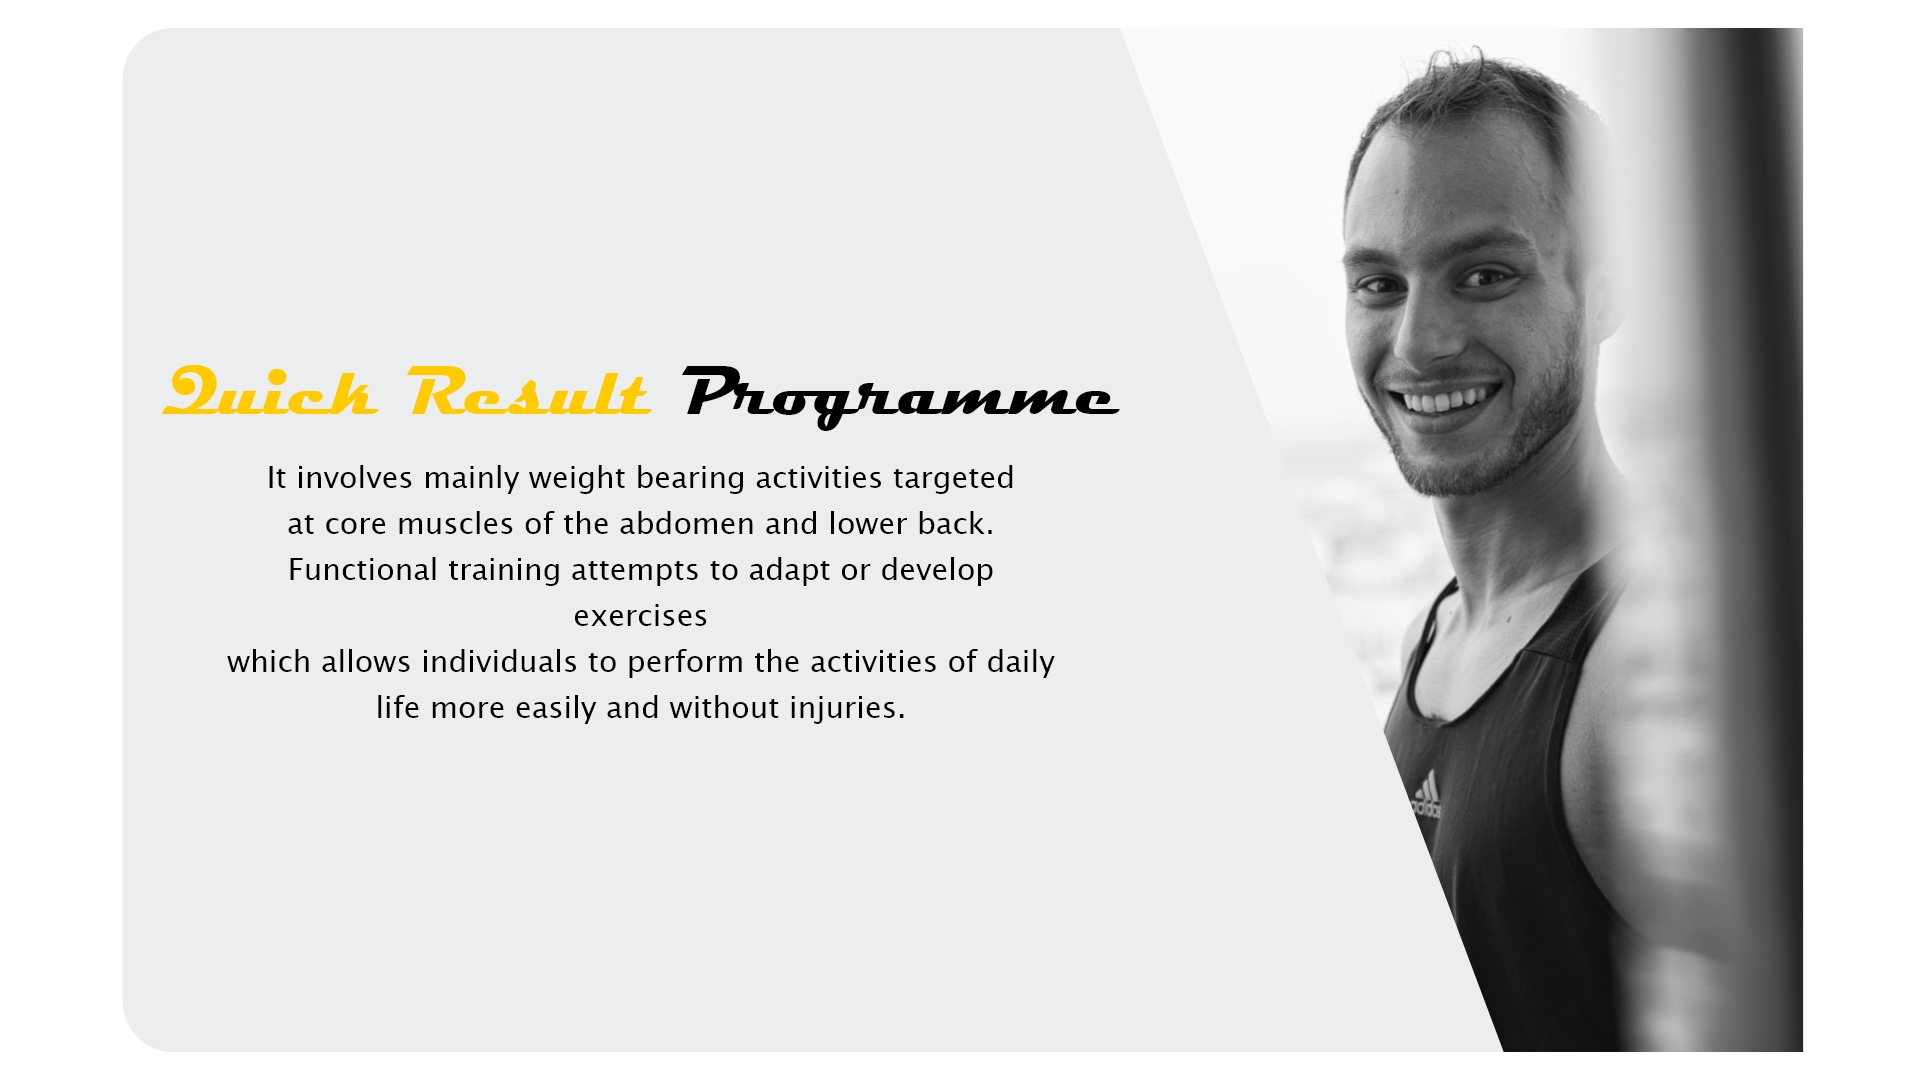 Quick Result Programme
It involves mainly weight bearing activities targeted
at core muscles of the abdomen and lower back.
Functional training attempts to adapt or develop
exercises
which allows individuals to perform the activities of daily
life more easily and without injuries.
adidas